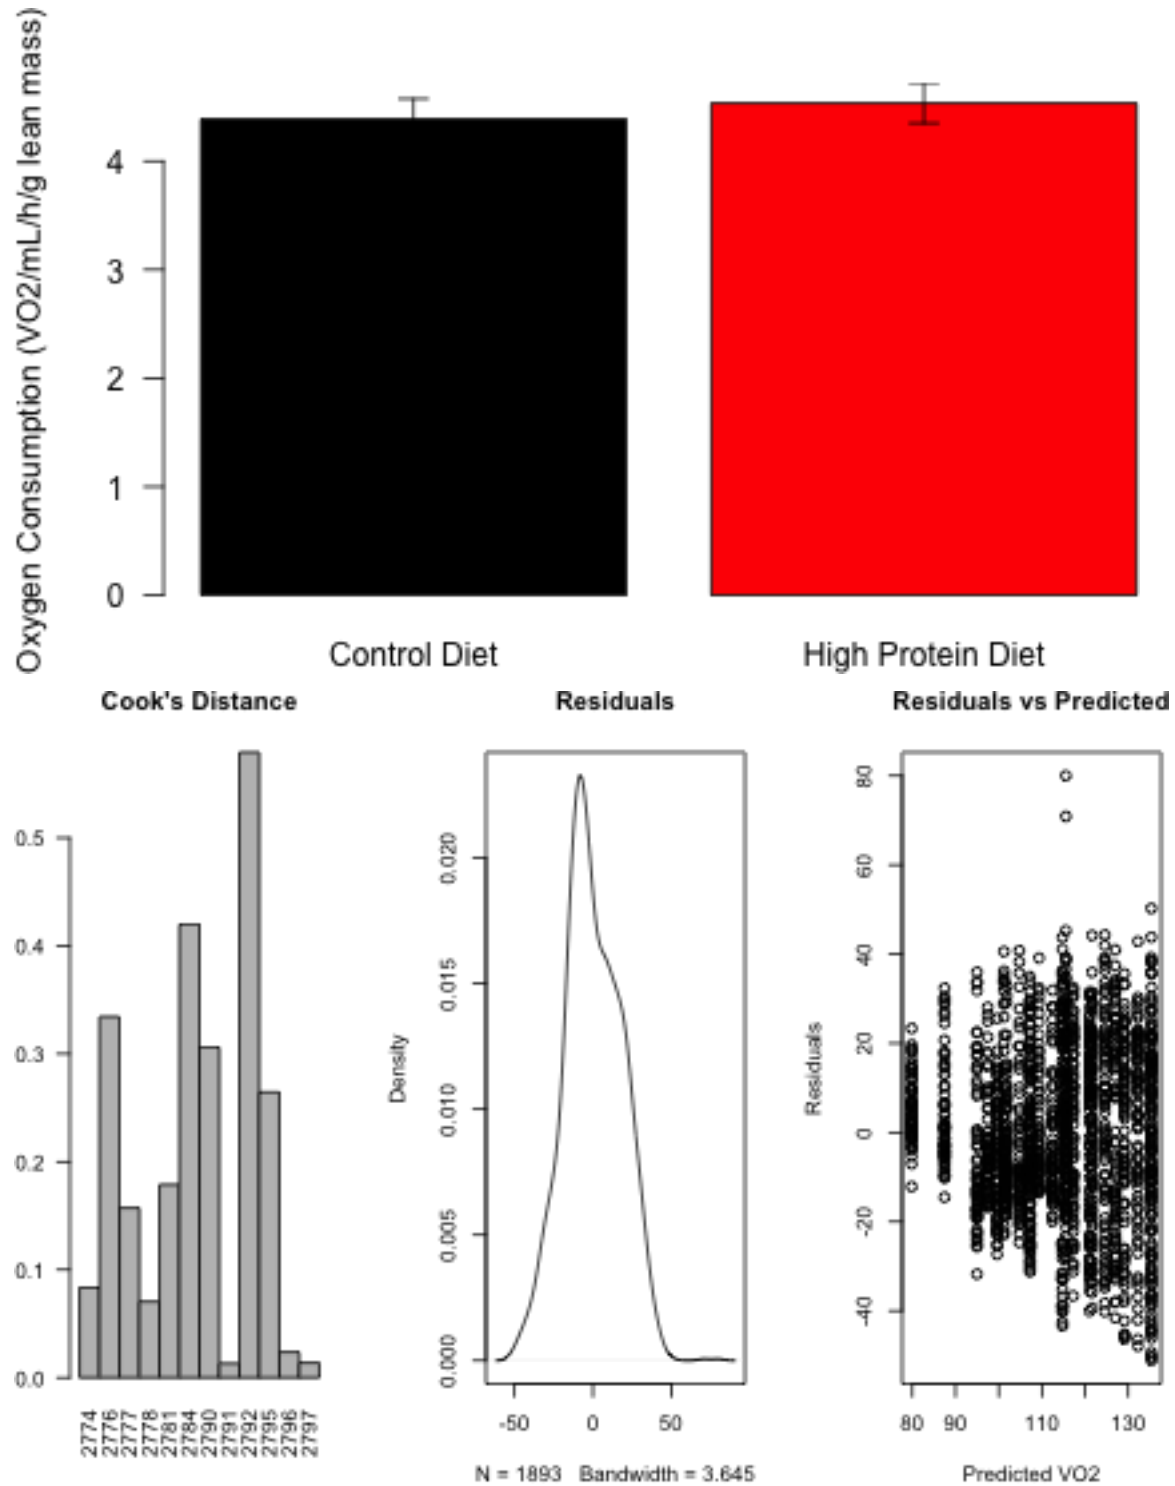 Oxygen Consumption (VO2/mL/h/g lean mass)
4
3
2
1
0
Control Diet
High Protein Diet
Cook's Distance
0.5
0.4
0.3
0.2
0.1
0.0
2774
2776
2777
2778
2781
2784
2790
2791
2792
2795
2796
2797
Residuals
Density
0.020
0.015
0.010
0.005
0.000
-50 0 50
N = 1893 Bandwidth = 3.645
Residuals vs Predicted
Residuals
80
60
40
20
0
-20
-40
80 90 110 130
Predicted VO2